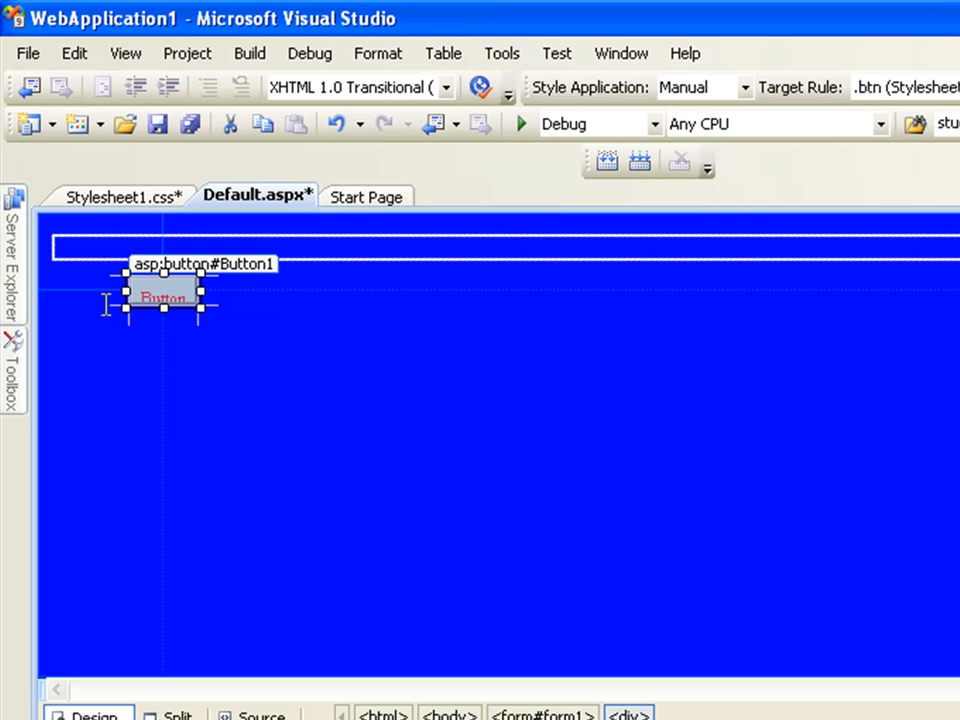 WebApplication1 - Microsoft Visual Studio
File Edit View Project Build Debug Format Table Tools Test Window Help
XHTML 1.0 Transitional ( Style Application: Manual Target Rule: .btn (Stylesheet
Debug Any CPU stu
Stylesheet1.css* Default.aspx* Start Page
Server Explorer
Toolbox
asp:button#Button1
Button
Design Split Source <html> <body> <form#form1> <div>